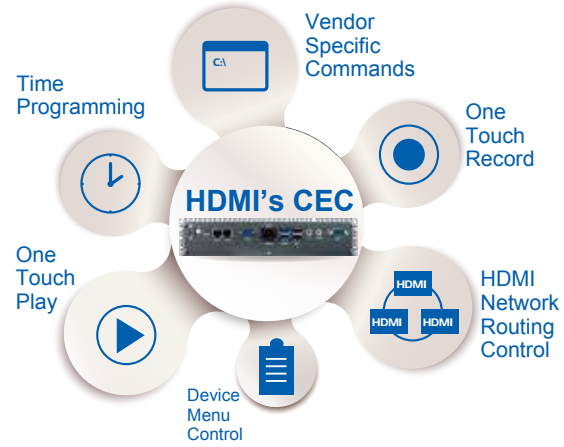 Vendor
Specific
Commands
C:\
Time
Programming
One
Touch
Record
HDMI's CEC
One
Touch
Play
HDMI
HDMI
HDMI
HDMI
Network
Routing
Control
Device
Menu
Control